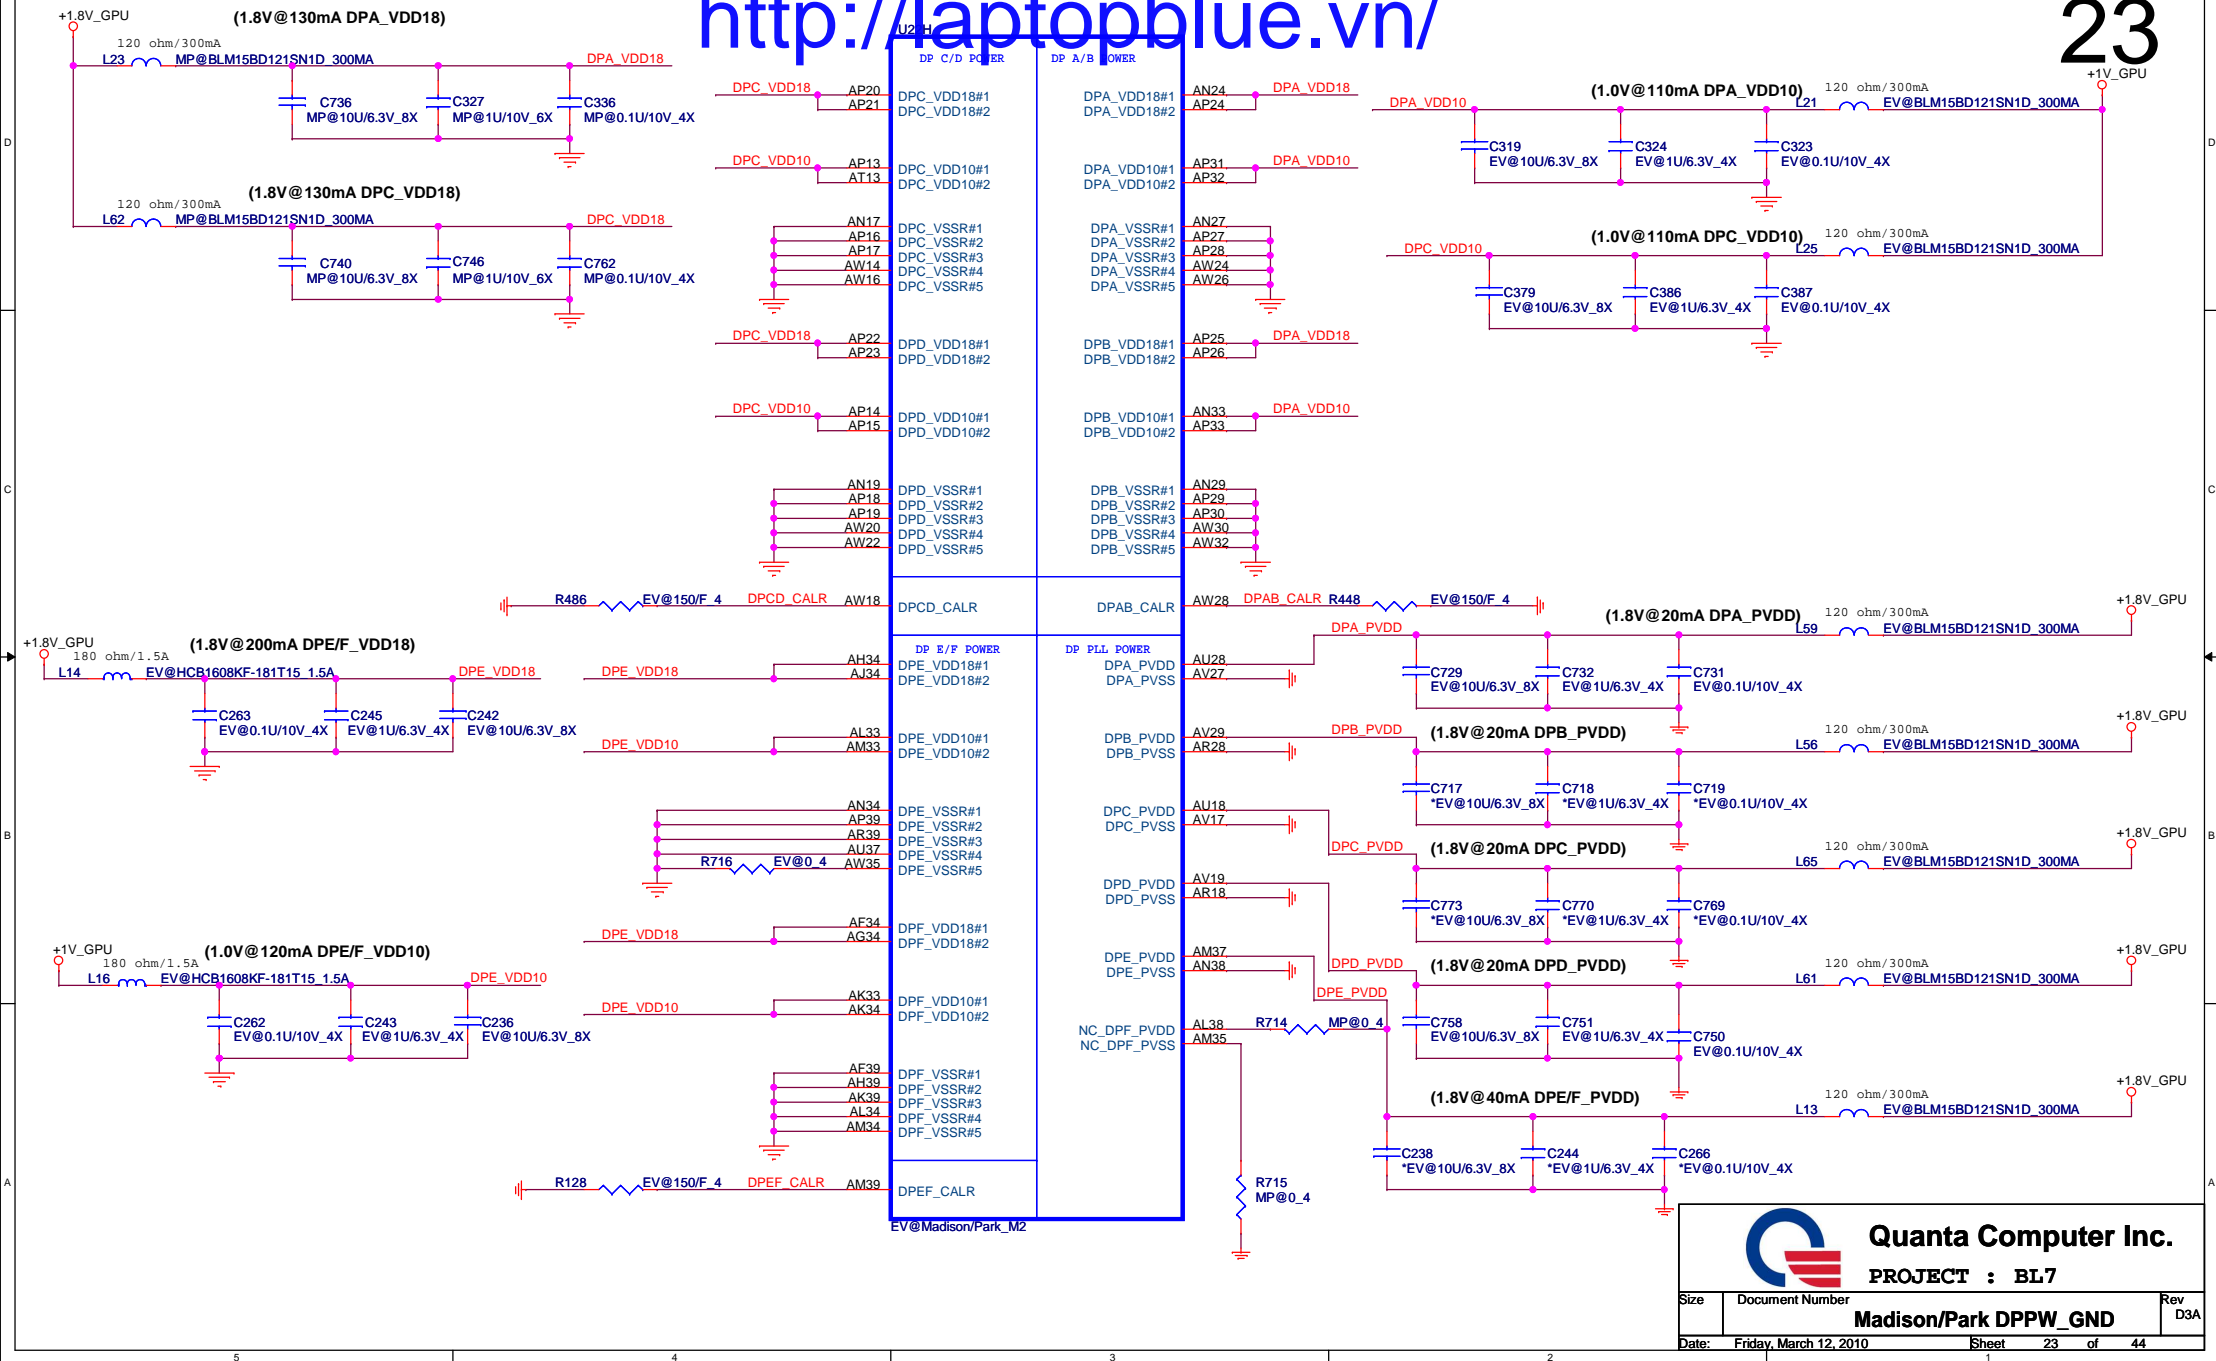 http://laptopblue.vn/
23
+1.8V_GPU
(1.8V@130mA DPA_VDD18)
120 ohm/300mA
L23 MP@BLM15BD121SN1D_300MA DPA_VDD18
C736 MP@10U/6.3V_8X
C327 MP@1U/10V_6X
C336 MP@0.1U/10V_4X
(1.8V@130mA DPC_VDD18)
120 ohm/300mA
L62 MP@BLM15BD121SN1D_300MA DPC_VDD18
C740 MP@10U/6.3V_8X
C746 MP@1U/10V_6X
C762 MP@0.1U/10V_4X
+1.8V_GPU
(1.8V@200mA DPE/F_VDD18)
180 ohm/1.5A
L14 EV@HCB1608KF-181T15_1.5A DPE_VDD18
C263 EV@0.1U/10V_4X
C245 EV@1U/6.3V_4X
C242 EV@10U/6.3V_8X
+1V_GPU
(1.0V@120mA DPE/F_VDD10)
180 ohm/1.5A
L16 EV@HCB1608KF-181T15_1.5A DPE_VDD10
C262 EV@0.1U/10V_4X
C243 EV@1U/6.3V_4X
C236 EV@10U/6.3V_8X
DP C/D POWER
DPC_VDD18 AP20 DPC_VDD18#1
AP21 DPC_VDD18#2
DPC_VDD10 AP13 DPC_VDD10#1
AT13 DPC_VDD10#2
AN17 DPC_VSSR#1
AP16 DPC_VSSR#2
AP17 DPC_VSSR#3
AW14 DPC_VSSR#4
AW16 DPC_VSSR#5
DPC_VDD18 AP22 DPD_VDD18#1
AP23 DPD_VDD18#2
DPC_VDD10 AP14 DPD_VDD10#1
AP15 DPD_VDD10#2
AN19 DPD_VSSR#1
AP18 DPD_VSSR#2
AP19 DPD_VSSR#3
AW20 DPD_VSSR#4
AW22 DPD_VSSR#5
R486 EV@150/F_4 DPCD_CALR AW18 DPCD_CALR
DP E/F POWER
DPE_VDD18 AH34 DPE_VDD18#1
AJ34 DPE_VDD18#2
DPE_VDD10 AL33 DPE_VDD10#1
AM33 DPE_VDD10#2
AN34 DPE_VSSR#1
AP39 DPE_VSSR#2
AR39 DPE_VSSR#3
AU37 DPE_VSSR#4
R716 EV@0_4 AW35 DPE_VSSR#5
DPE_VDD18 AF34 DPF_VDD18#1
AG34 DPF_VDD18#2
DPE_VDD10 AK33 DPF_VDD10#1
AK34 DPF_VDD10#2
AF39 DPF_VSSR#1
AH39 DPF_VSSR#2
AK39 DPF_VSSR#3
AL34 DPF_VSSR#4
AM34 DPF_VSSR#5
R128 EV@150/F_4 DPEF_CALR AM39 DPEF_CALR
EV@Madison/Park_M2
DP A/B POWER
DPA_VDD18#1 AN24 DPA_VDD18
DPA_VDD18#2 AP24
DPA_VDD10#1 AP31 DPA_VDD10
DPA_VDD10#2 AP32
DPA_VSSR#1 AN27
DPA_VSSR#2 AP27
DPA_VSSR#3 AP28
DPA_VSSR#4 AW24
DPA_VSSR#5 AW26
DPB_VDD18#1 AP25 DPA_VDD18
DPB_VDD18#2 AP26
DPB_VDD10#1 AN33 DPA_VDD10
DPB_VDD10#2 AP33
DPB_VSSR#1 AN29
DPB_VSSR#2 AP29
DPB_VSSR#3 AP30
DPB_VSSR#4 AW30
DPB_VSSR#5 AW32
DPAB_CALR AW28 DPAB_CALR R448 EV@150/F_4
DP PLL POWER
DPA_PVDD AU28 DPA_PVDD
DPA_PVSS AV27
DPB_PVDD AV29 DPB_PVDD
DPB_PVSS AR28
DPC_PVDD AU18 DPC_PVDD
DPC_PVSS AV17
DPD_PVDD AV19 DPD_PVDD
DPD_PVSS AR18
DPE_PVDD AM37 DPE_PVDD
DPE_PVSS AN38
NC_DPF_PVDD AL38 R714 MP@0_4
NC_DPF_PVSS AM35
R715
MP@0_4
+1V_GPU
(1.0V@110mA DPA_VDD10) 120 ohm/300mA
DPA_VDD10 L21 EV@BLM15BD121SN1D_300MA
C319 EV@10U/6.3V_8X
C324 EV@1U/6.3V_4X
C323 EV@0.1U/10V_4X
(1.0V@110mA DPC_VDD10) 120 ohm/300mA
DPC_VDD10 L25 EV@BLM15BD121SN1D_300MA
C379 EV@10U/6.3V_8X
C386 EV@1U/6.3V_4X
C387 EV@0.1U/10V_4X
(1.8V@20mA DPA_PVDD) 120 ohm/300mA +1.8V_GPU
L59 EV@BLM15BD121SN1D_300MA
C729 EV@10U/6.3V_8X
C732 EV@1U/6.3V_4X
C731 EV@0.1U/10V_4X
(1.8V@20mA DPB_PVDD) 120 ohm/300mA +1.8V_GPU
L56 EV@BLM15BD121SN1D_300MA
C717 *EV@10U/6.3V_8X
C718 *EV@1U/6.3V_4X
C719 *EV@0.1U/10V_4X
(1.8V@20mA DPC_PVDD) 120 ohm/300mA +1.8V_GPU
L65 EV@BLM15BD121SN1D_300MA
C773 *EV@10U/6.3V_8X
C770 *EV@1U/6.3V_4X
C769 *EV@0.1U/10V_4X
(1.8V@20mA DPD_PVDD) 120 ohm/300mA +1.8V_GPU
L61 EV@BLM15BD121SN1D_300MA
C758 EV@10U/6.3V_8X
C751 EV@1U/6.3V_4X
C750 EV@0.1U/10V_4X
(1.8V@40mA DPE/F_PVDD) 120 ohm/300mA +1.8V_GPU
L13 EV@BLM15BD121SN1D_300MA
C238 *EV@10U/6.3V_8X
C244 *EV@1U/6.3V_4X
C266 *EV@0.1U/10V_4X
Quanta Computer Inc.
PROJECT : BL7
Size Document Number Rev
Madison/Park DPPW_GND D3A
Date: Friday, March 12, 2010 Sheet 23 of 44
D D
C C
B B
A A
5 4 3 2 1